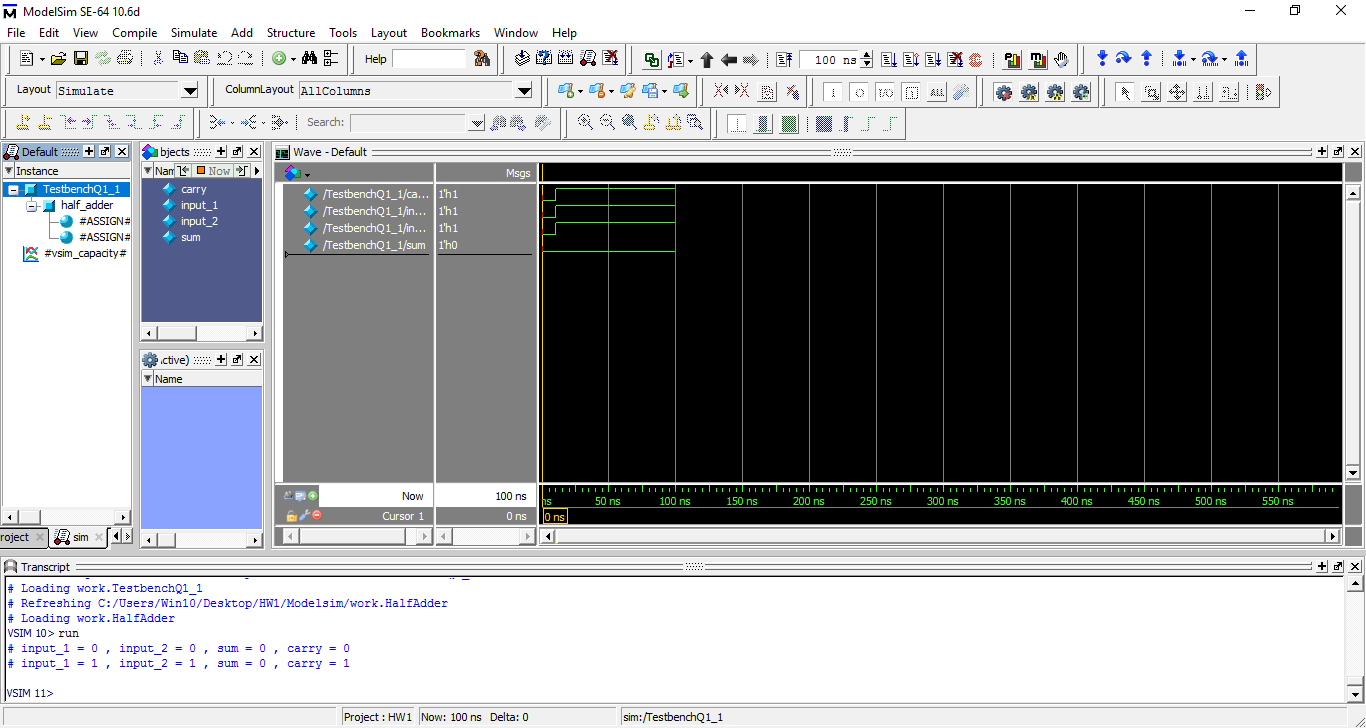 ModelSim SE-64 10.6d
File Edit View Compile Simulate Add Structure Tools Layout Bookmarks Window Help
Help
100 ns
Layout Simulate
ColumnLayout AllColumns
I/O
ALL
Search:
Default
Instance
TestbenchQ1_1
half_adder
#ASSIGN#
#ASSIGN#
#vsim_capacity#
roject
sim
bjects
Nam
Now
carry
input_1
input_2
sum
ctive)
Name
Wave - Default
Msgs
/TestbenchQ1_1/ca... 1'h1
/TestbenchQ1_1/in... 1'h1
/TestbenchQ1_1/in... 1'h1
/TestbenchQ1_1/sum 1'h0
Now 100 ns
Cursor 1 0 ns
ns 50 ns 100 ns 150 ns 200 ns 250 ns 300 ns 350 ns 400 ns 450 ns 500 ns 550 ns
0 ns
Transcript
# Loading work.TestbenchQ1_1
# Refreshing C:/Users/Win10/Desktop/HW1/Modelsim/work.HalfAdder
# Loading work.HalfAdder
VSIM 10> run
# input_1 = 0 , input_2 = 0 , sum = 0 , carry = 0
# input_1 = 1 , input_2 = 1 , sum = 0 , carry = 1
VSIM 11>
Project : HW1 Now: 100 ns Delta: 0 sim:/TestbenchQ1_1